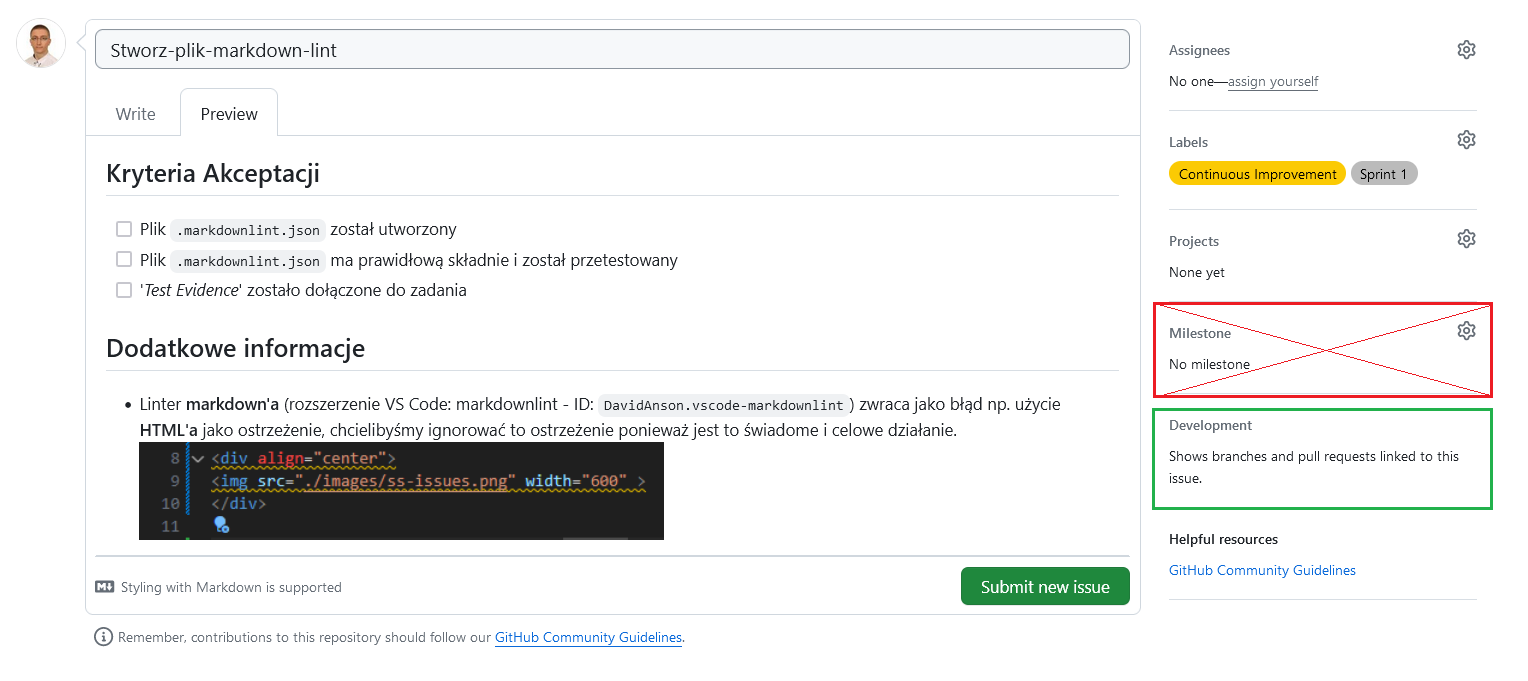 Stworz-plik-markdown-lint
Write
Preview
Kryteria Akceptacji
Plik .markdownlint.json został utworzony
Plik .markdownlint.json ma prawidłową składnie i został przetestowany
'Test Evidence' zostało dołączone do zadania
Dodatkowe informacje
• Linter markdown'a (rozszerzenie VS Code: markdownlint - ID: DavidAnson.vscode-markdownlint) zwraca jako błąd np. użycie
HTML'a jako ostrzeżenie, chcielibyśmy ignorować to ostrzeżenie ponieważ jest to świadome i celowe działanie.
8 <div align="center">
9 <img src="./images/ss-issues.png" width="600" >
10 </div>
11
Styling with Markdown is supported
Submit new issue
Remember, contributions to this repository should follow our GitHub Community Guidelines.
Assignees
No one—assign yourself
Labels
Continuous Improvement
Sprint 1
Projects
None yet
Milestone
No milestone
Development
Shows branches and pull requests linked to this
issue.
Helpful resources
GitHub Community Guidelines